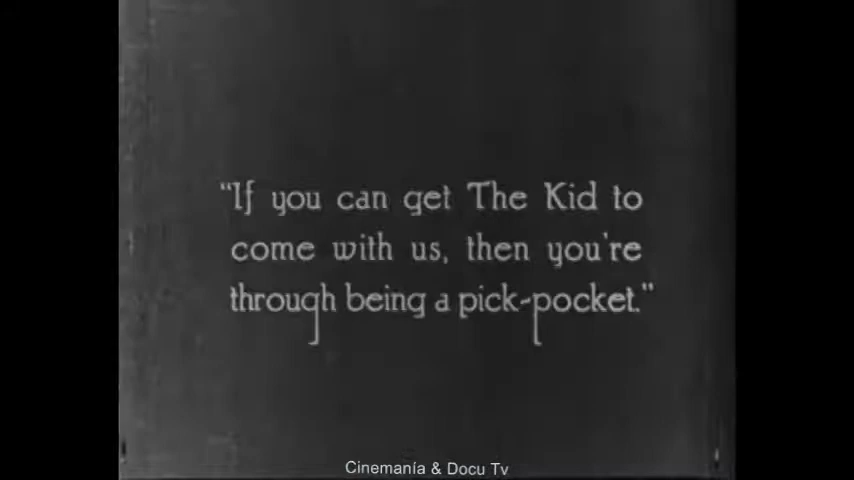 "If you can get The Kid to
come with us, then you're
through being a pick-pocket."
Cinemanía & Docu Tv